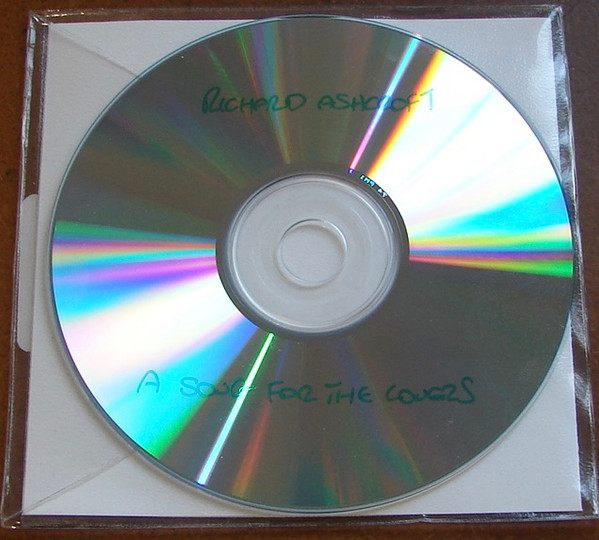 RICHARD ASHCROFT
A SONG FOR THE LOVERS